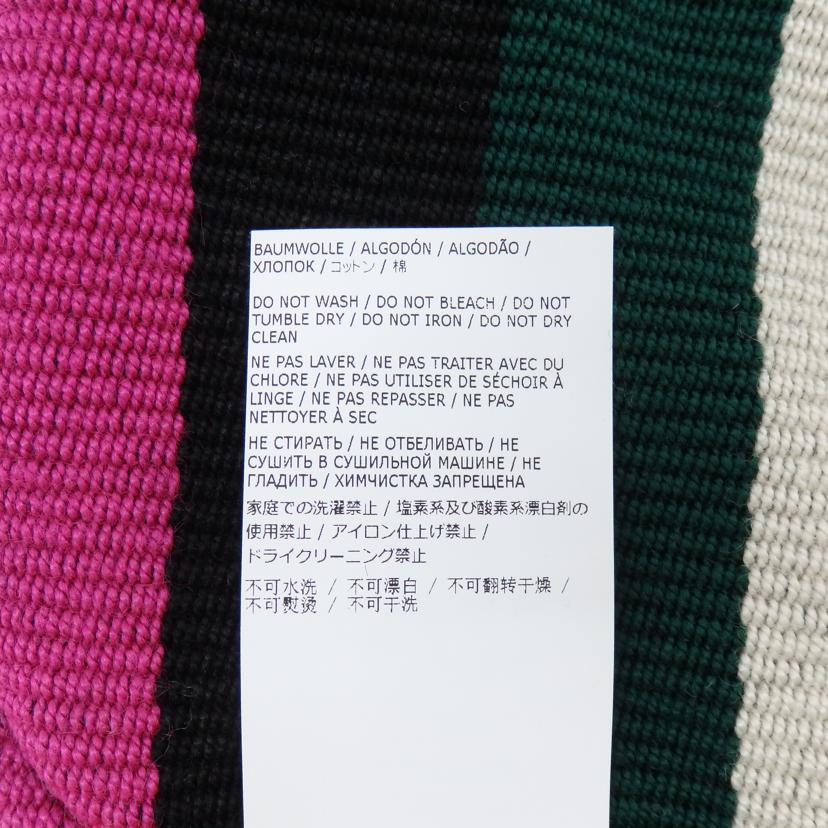 BAUMWOLLE / ALGODÓN / ALGODÃO /
ХЛОПОК / コットン / 棉
DO NOT WASH / DO NOT BLEACH / DO NOT
TUMBLE DRY / DO NOT IRON / DO NOT DRY
CLEAN
NE PAS LAVER / NE PAS TRAITER AVEC DU
CHLORE / NE PAS UTILISER DE SÉCHOIR À
LINGE / NE PAS REPASSER / NE PAS
NETTOYER À SEC
НЕ СТИРАТЬ / НЕ ОТБЕЛИВАТЬ / НЕ
СУШИТЬ В СУШИЛЬНОЙ МАШИНЕ / НЕ
ГЛАДИТЬ / ХИМЧИСТКА ЗАПРЕЩЕНА
家庭での洗濯禁止 / 塩素系及び酸素系漂白剤の
使用禁止 / アイロン仕上げ禁止 /
ドライクリーニング禁止
不可水洗 / 不可漂白 / 不可翻转干燥 /
不可熨烫 / 不可干洗